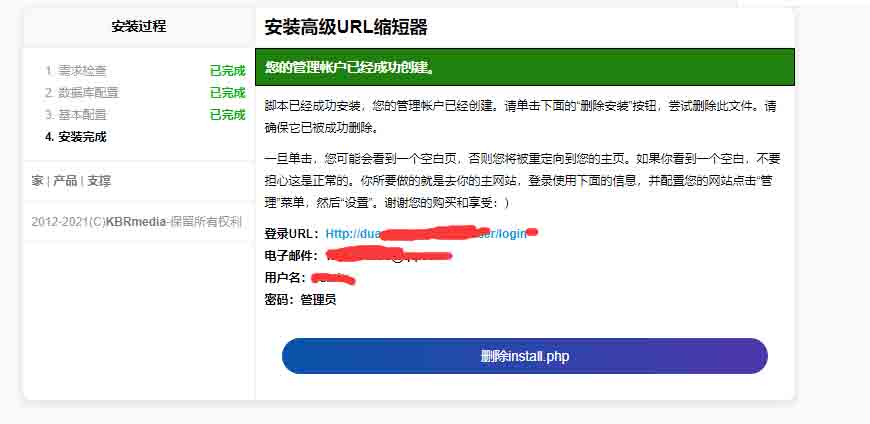 安装过程
安装高级URL缩短器
1. 需求检查 已完成
2. 数据库配置 已完成
3. 基本配置 已完成
4. 安装完成
家 | 产品 | 支撑
2012-2021(C)KBRmedia-保留所有权利
您的管理帐户已经成功创建。
脚本已经成功安装，您的管理帐户已经创建。请单击下面的“删除安装”按钮，尝试删除此文件。请
确保它已被成功删除。
一旦单击，您可能会看到一个空白页，否则您将被重定向到您的主页。如果你看到一个空白，不要
担心这是正常的。你所要做的就是去你的主网站，登录使用下面的信息，并配置您的网站点击“管
理”菜单，然后“设置”。谢谢您的购买和享受：)
登录URL： Http://dua ser/login
电子邮件：
用户名：
密码：管理员
删除install.php